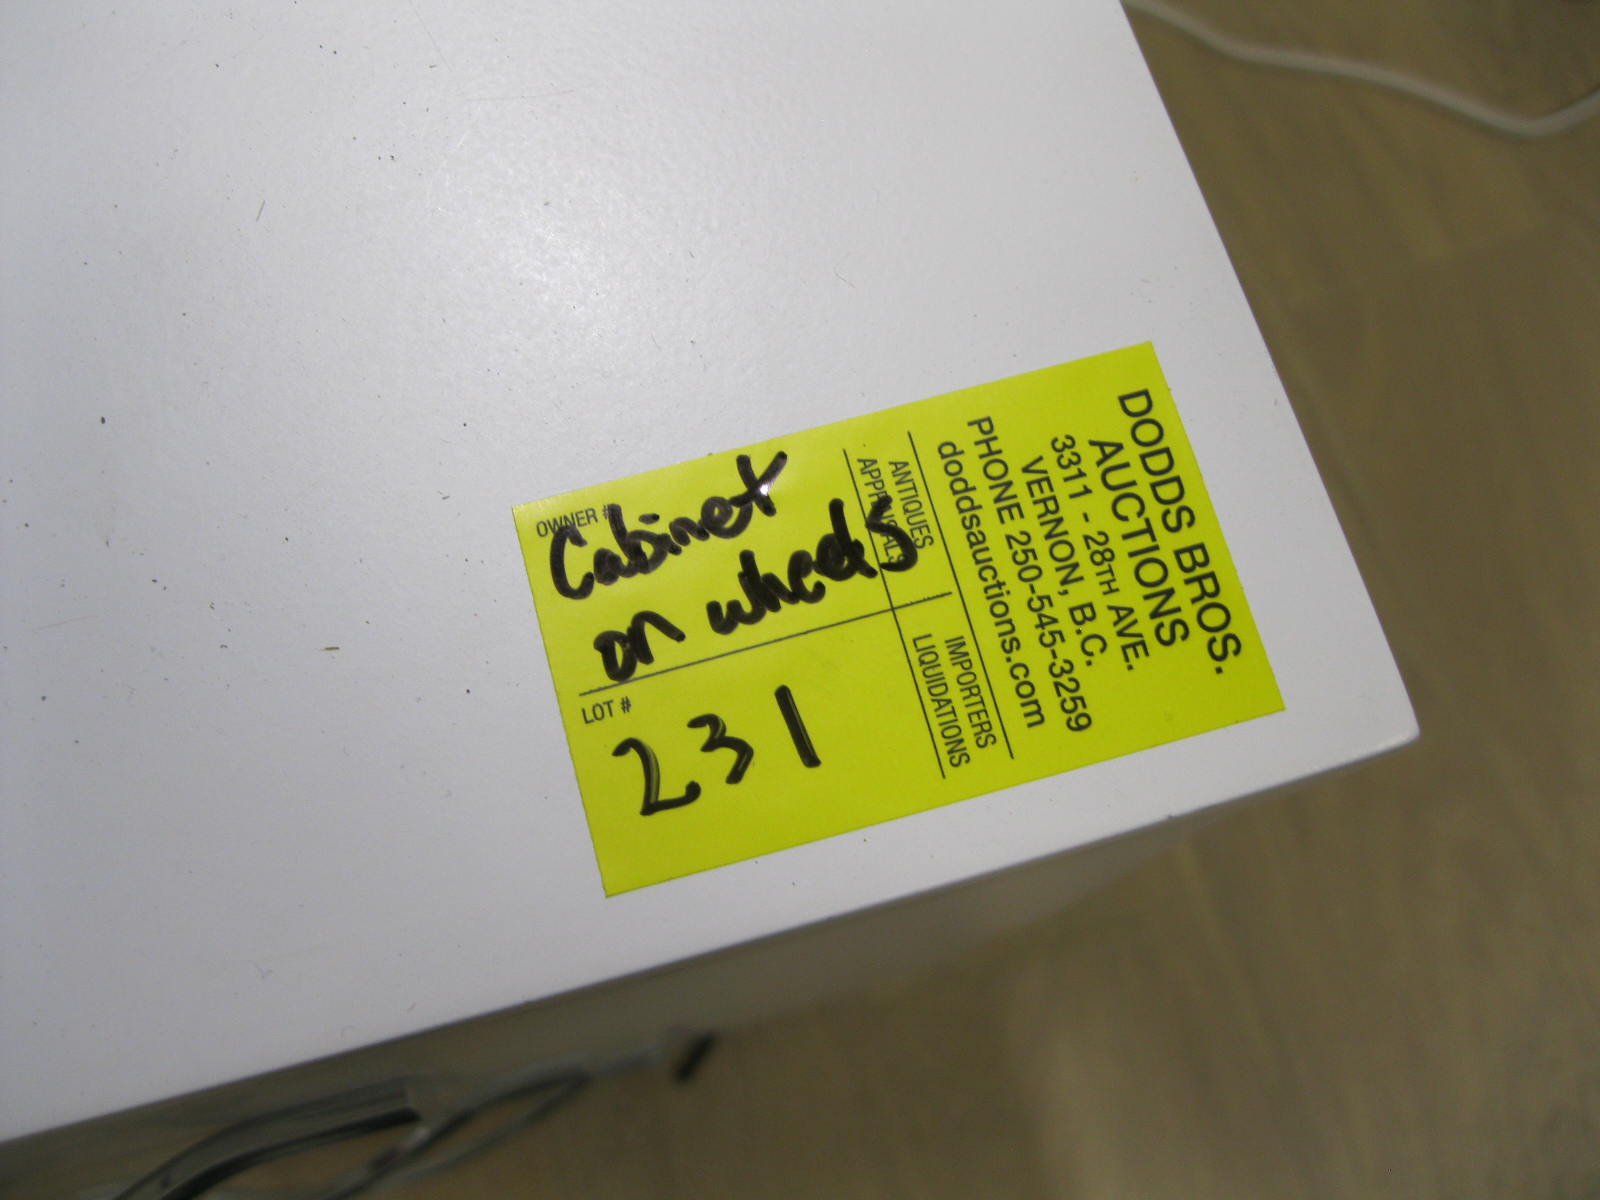 DODDS BROS.
AUCTIONS
3311 - 28TH AVE.
VERNON, B.C.
PHONE 250-545-3259
doddsauctions.com
ANTIQUES IMPORTERS
APPRAISALS LIQUIDATIONS
OWNER #
Cabinet
on wheels
LOT #
231